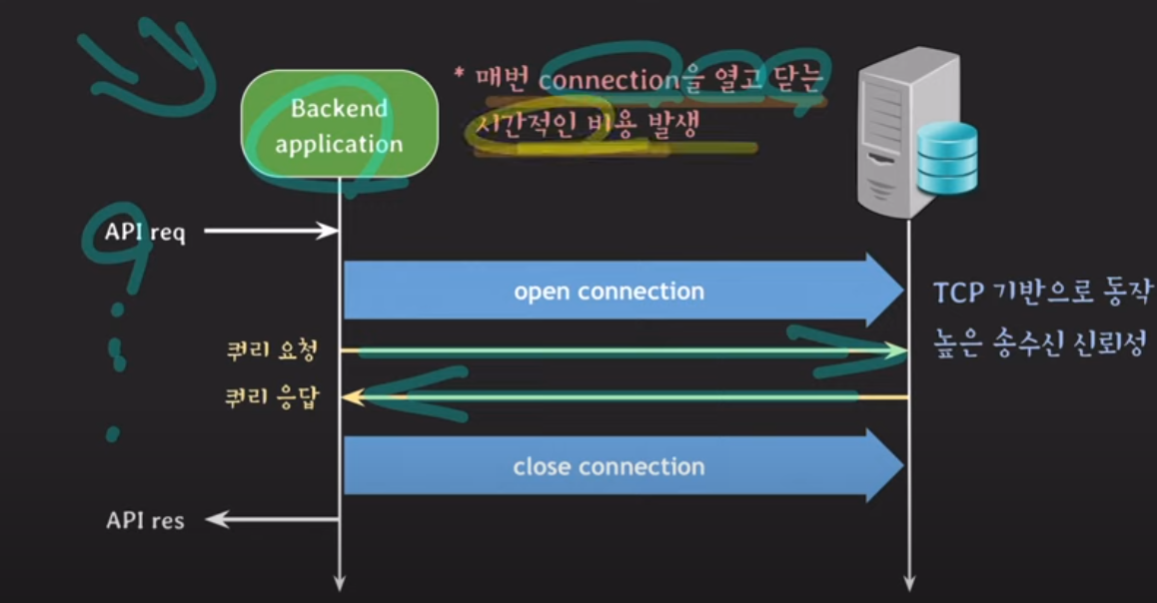 * 매번 connection을 열고 닫는
시간적인 비용 발생
Backend
application
API req
open connection
TCP 기반으로 동작
높은 송수신 신뢰성
쿼리 요청
쿼리 응답
close connection
API res